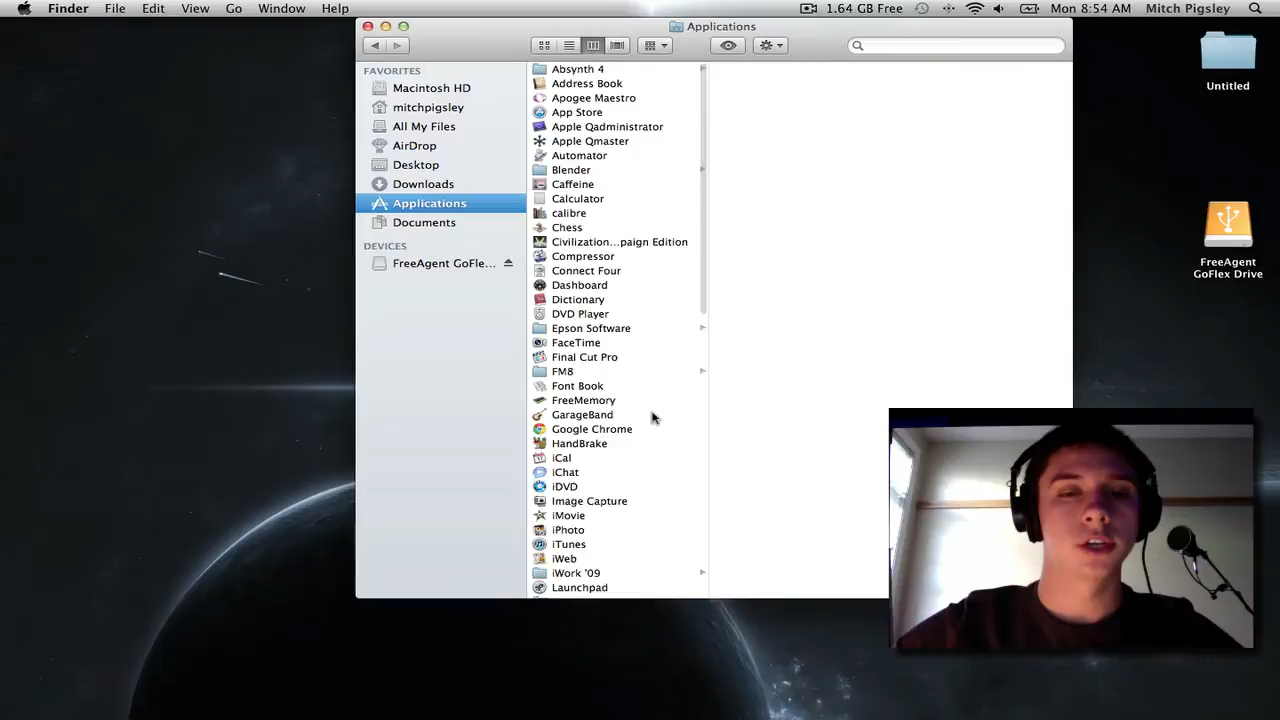 Finder File Edit View Go Window Help 1.64 GB Free Mon 8:54 AM Mitch Pigsley
Applications
FAVORITES
Macintosh HD
mitchpigsley
All My Files
AirDrop
Desktop
Downloads
Applications
Documents
DEVICES
FreeAgent GoFle...
Absynth 4
Address Book
Apogee Maestro
App Store
Apple Qadministrator
Apple Qmaster
Automator
Blender
Caffeine
Calculator
calibre
Chess
Civilization...paign Edition
Compressor
Connect Four
Dashboard
Dictionary
DVD Player
Epson Software
FaceTime
Final Cut Pro
FM8
Font Book
FreeMemory
GarageBand
Google Chrome
HandBrake
iCal
iChat
iDVD
Image Capture
iMovie
iPhoto
iTunes
iWeb
iWork '09
Launchpad
Untitled
FreeAgent
GoFlex Drive